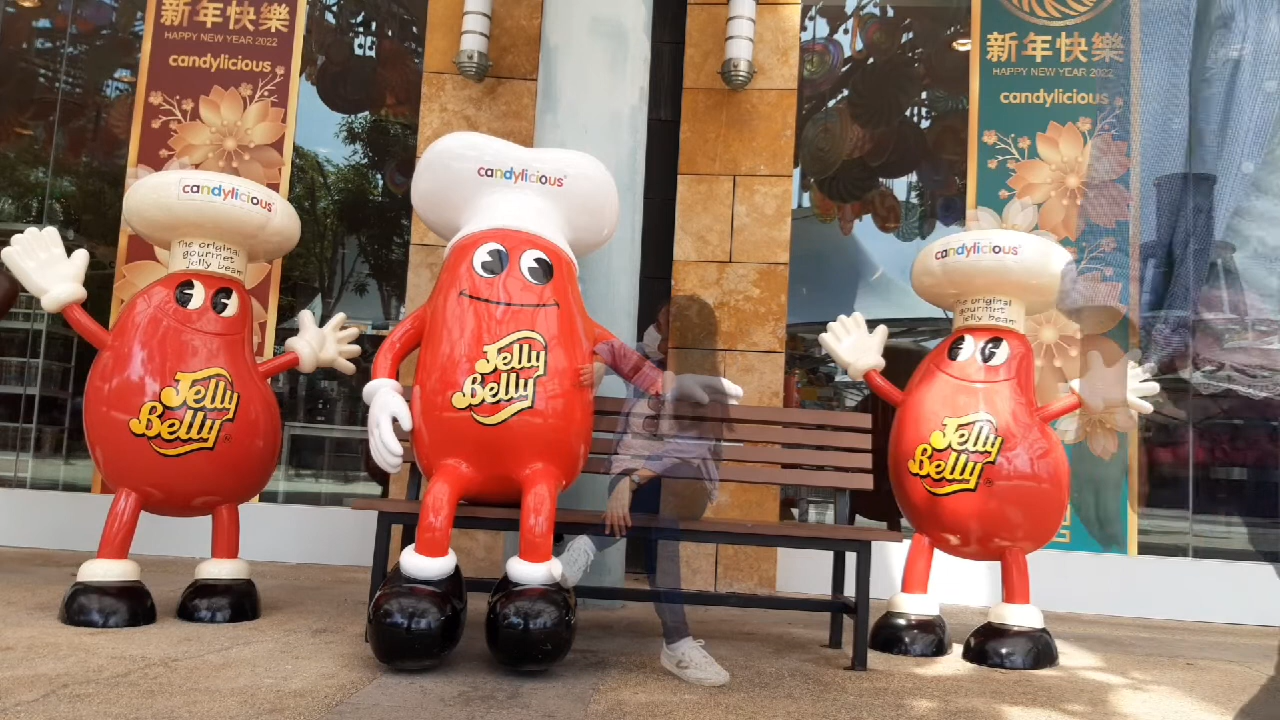 新年快樂
HAPPY NEW YEAR 2022
candylicious
candylicious
The original
gourmet
jelly bean
Jelly
Belly
candylicious
Jelly
Belly
新年快樂
HAPPY NEW YEAR 2022
candylicious
candylicious
The original
gourmet
jelly bean
Jelly
Belly